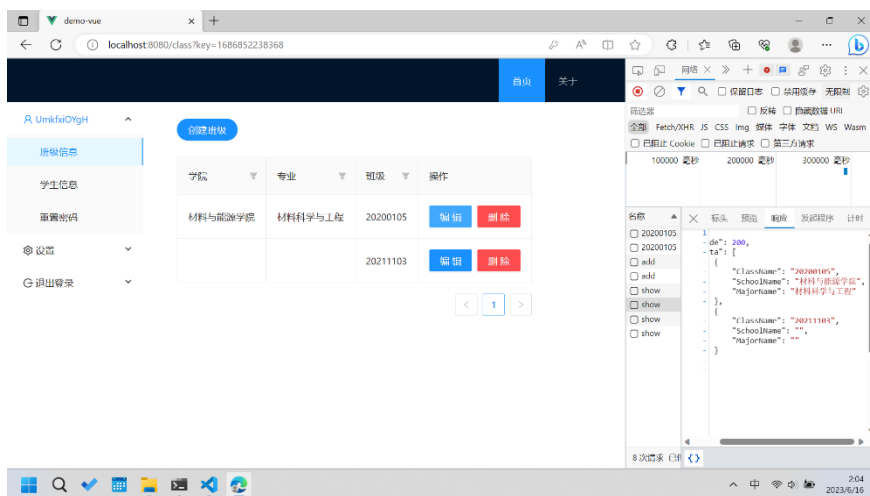 demo-vue
localhost:8080/class?key=1686852238368
首页 关于
UmkfxiOYgH
班级信息
学生信息
重置密码
设置
退出登录
创建班级
学院 专业 班级 操作
材料与能源学院 材料科学与工程 20200105 编辑 删除
20211103 编辑 删除
1
网络
保留日志 禁用缓存 无限制
筛选器 反转 隐藏数据 URL
全部 Fetch/XHR JS CSS Img 媒体 字体 文档 WS Wasm
已阻止 Cookie 已阻止请求 第三方请求
100000 毫秒 200000 毫秒 300000 毫秒
名称
20200105
20200105
add
add
show
show
show
show
8 次请求
标头 预览 响应 发起程序 计时
1
de": 200,
ta": [
{
"ClassName": "20200105",
"SchoolName": "材料与能源学院",
"MajorName": "材料科学与工程"
},
{
"ClassName": "20211103",
"SchoolName": "",
"MajorName": ""
}
{}
中
2:04
2023/6/16